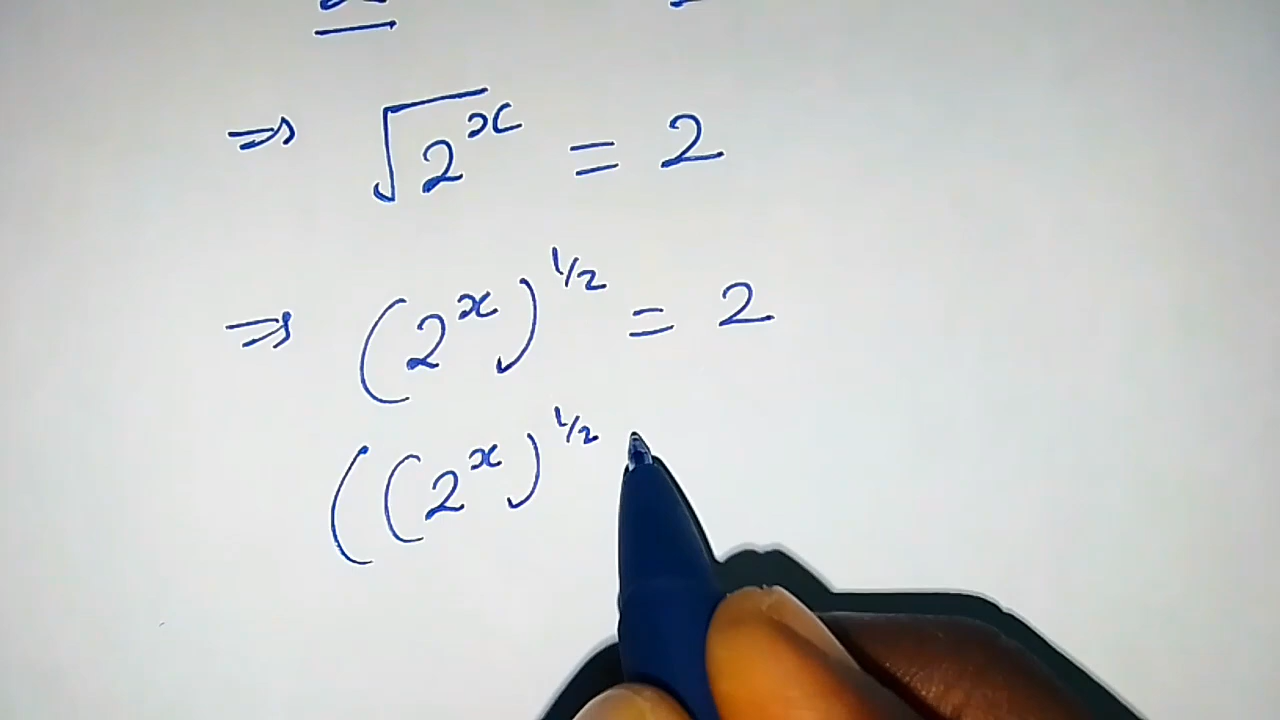 ⇒ √2^x = 2
⇒ (2^x)^1/2 = 2
((2^x)^1/2